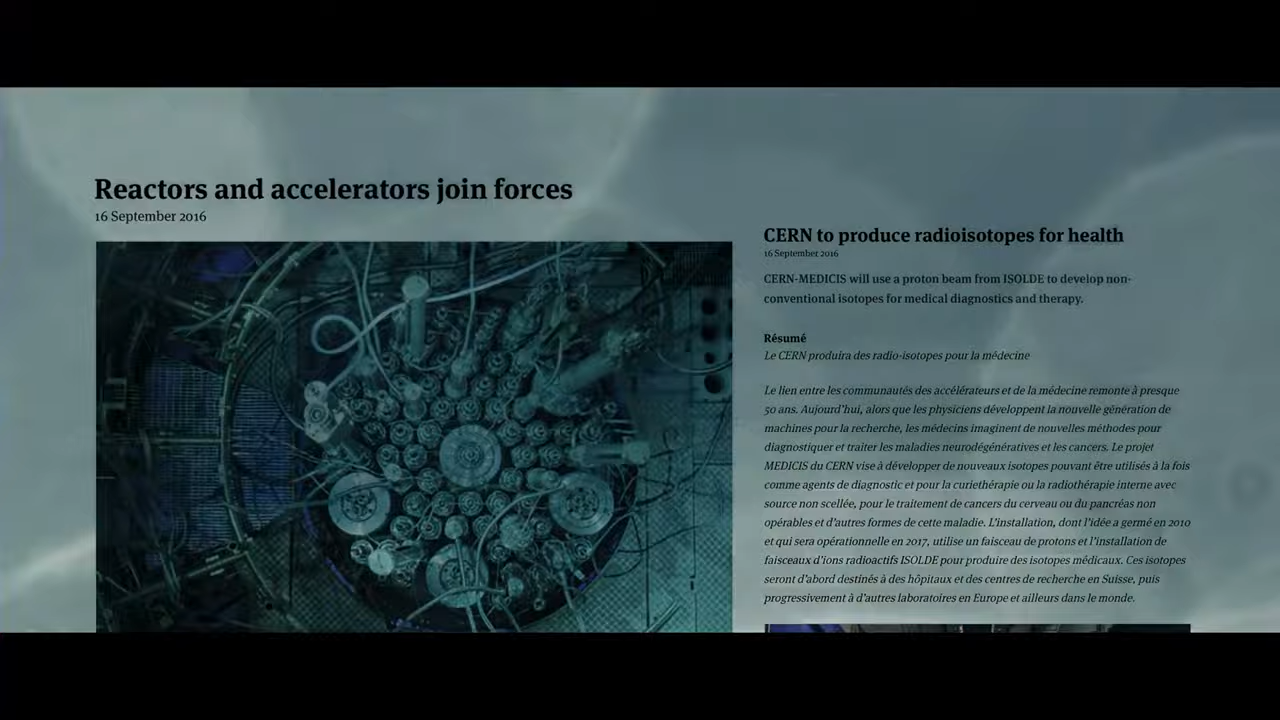 Reactors and accelerators join forces
16 September 2016
CERN to produce radioisotopes for health
16 September 2016
CERN-MEDICIS will use a proton beam from ISOLDE to develop non-
conventional isotopes for medical diagnostics and therapy.
Résumé
Le CERN produira des radio-isotopes pour la médecine
Le lien entre les communautés des accélérateurs et de la médecine remonte à presque
50 ans. Aujourd'hui, alors que les physiciens développent la nouvelle génération de
machines pour la recherche, les médecins imaginent de nouvelles méthodes pour
diagnostiquer et traiter les maladies neurodégénératives et les cancers. Le projet
MEDICIS du CERN vise à développer de nouveaux isotopes pouvant être utilisés à la fois
comme agents de diagnostic et pour la curiethérapie ou la radiothérapie interne avec
source non scellée, pour le traitement de cancers du cerveau ou du pancréas non
opérables et d'autres formes de cette maladie. L'installation, dont l'idée a germé en 2010
et qui sera opérationnelle en 2017, utilise un faisceau de protons et l'installation de
faisceaux d'ions radioactifs ISOLDE pour produire des isotopes médicaux. Ces isotopes
seront d'abord destinés à des hôpitaux et des centres de recherche en Suisse, puis
progressivement à d'autres laboratoires en Europe et ailleurs dans le monde.